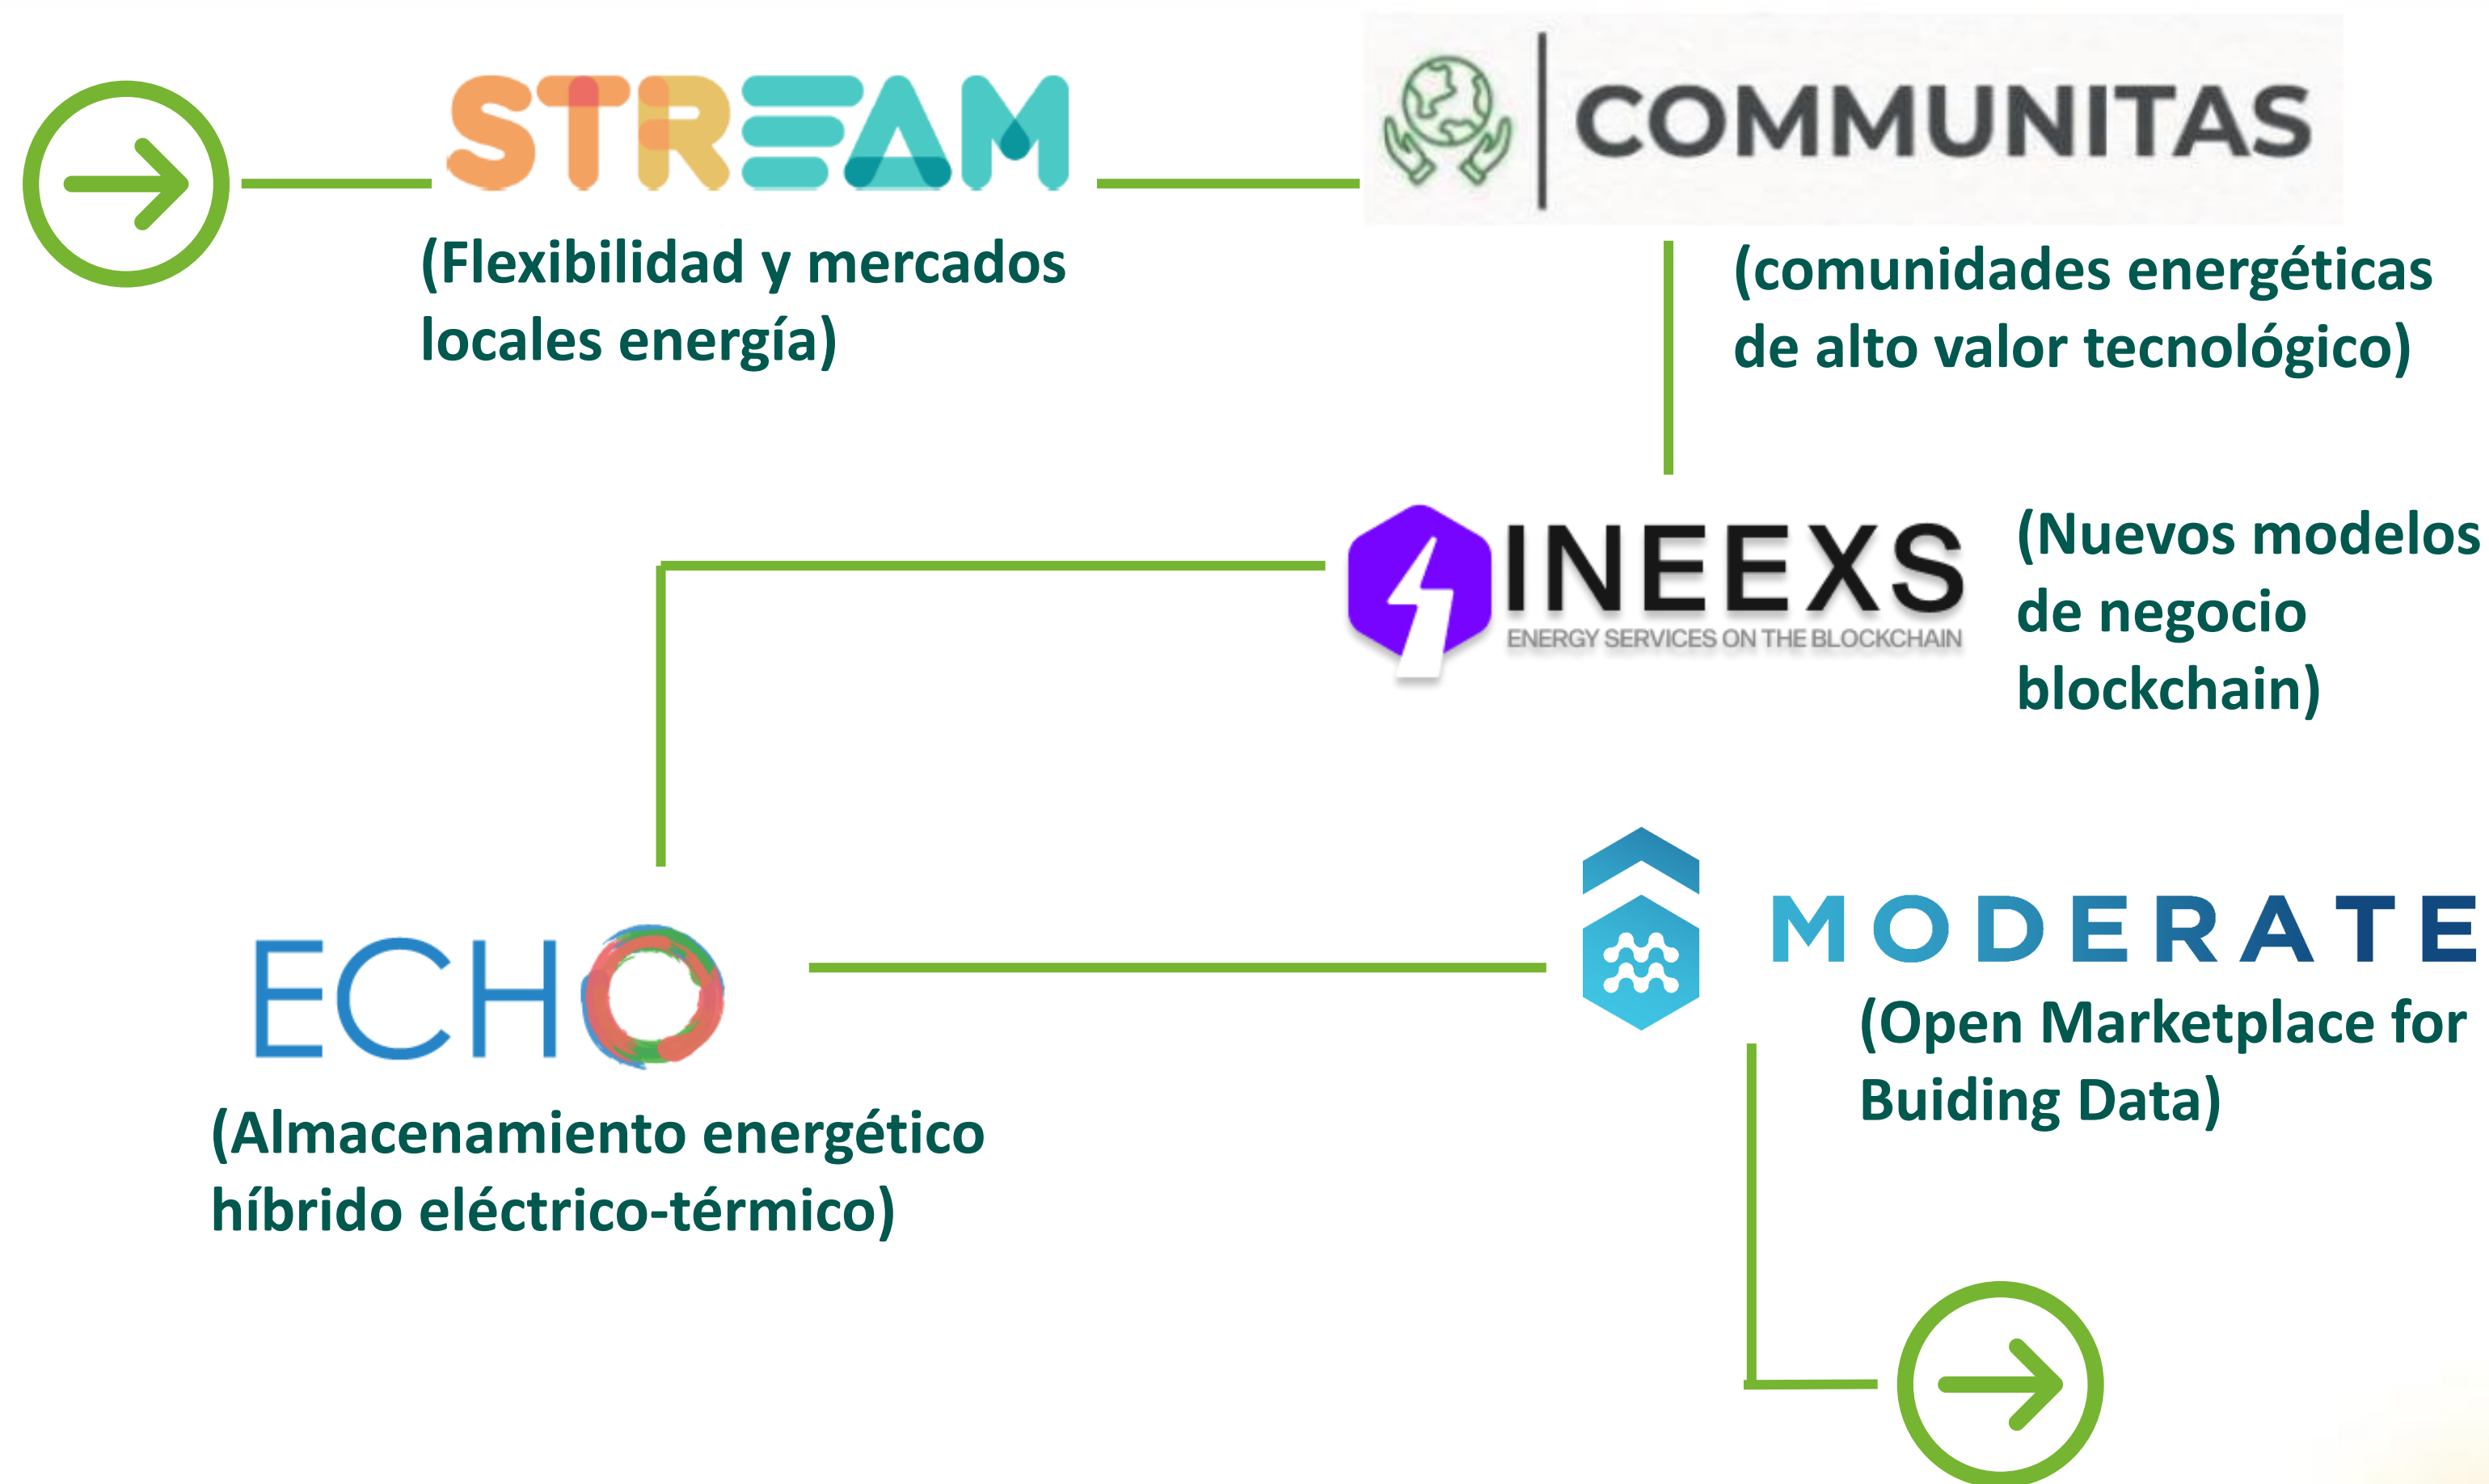 STREAM
(Flexibilidad y mercados
locales energía)
COMMUNITAS
(comunidades energéticas
de alto valor tecnológico)
INEEXS
ENERGY SERVICES ON THE BLOCKCHAIN
(Nuevos modelos
de negocio
blockchain)
ECHO
(Almacenamiento energético
híbrido eléctrico-térmico)
MODERATE
(Open Marketplace for
Buiding Data)